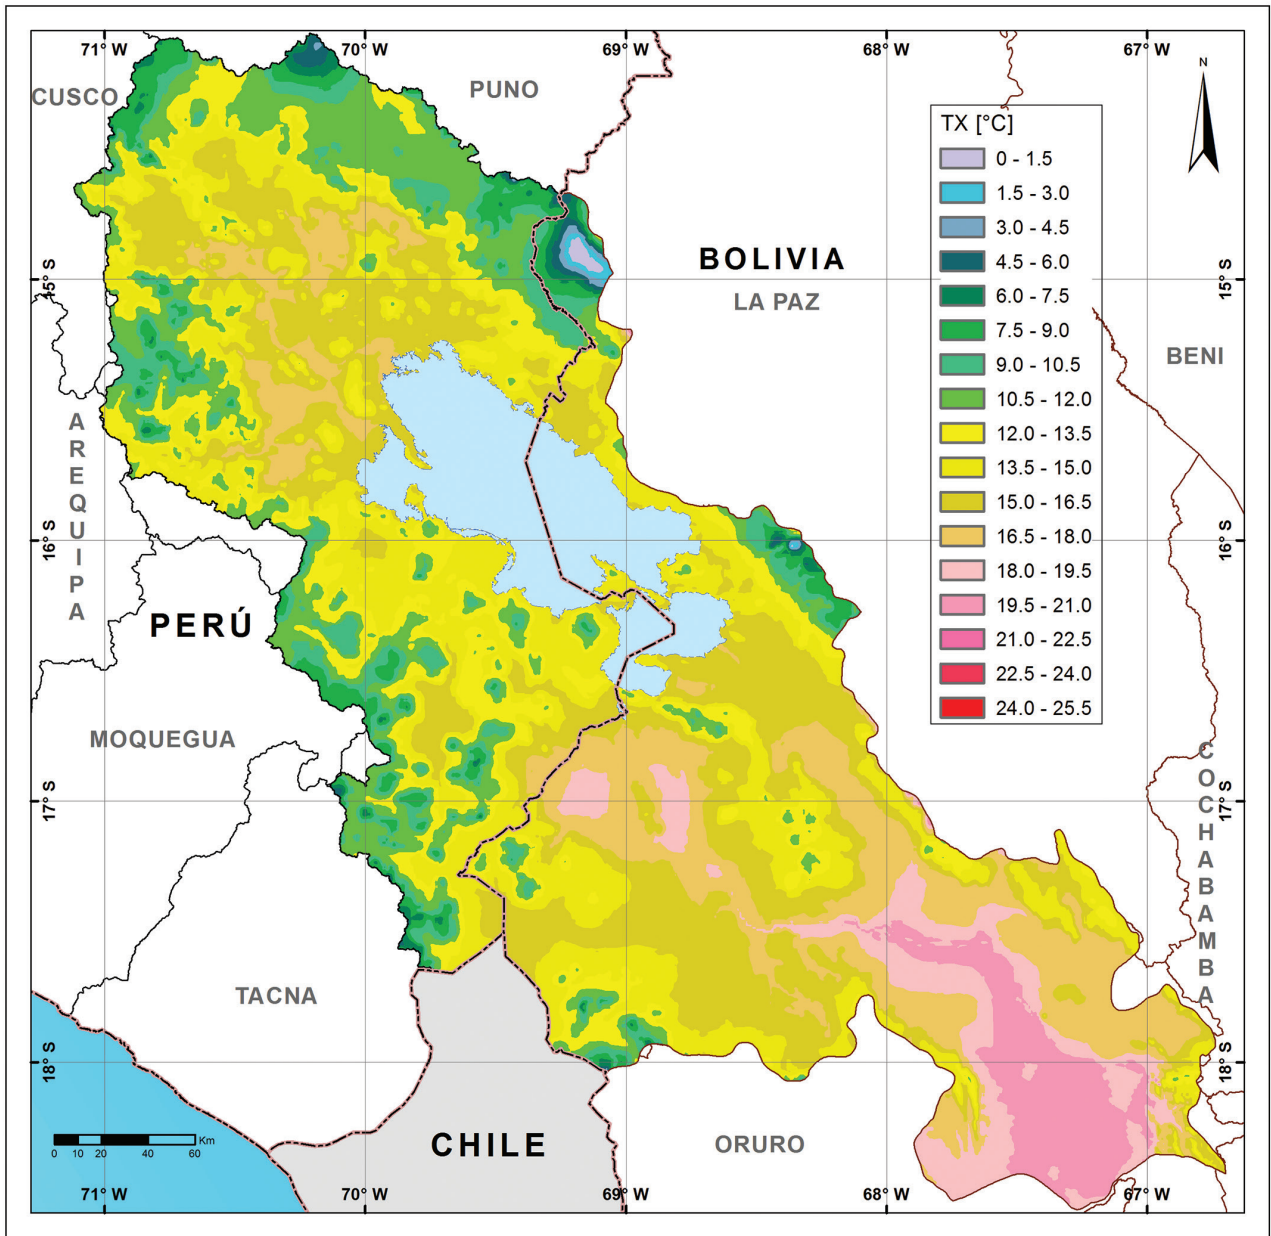 71° W
70° W
69° W
68° W
67° W
N
CUSCO
PUNO
TX [°C]
0 - 1.5
1.5 - 3.0
3.0 - 4.5
4.5 - 6.0
6.0 - 7.5
7.5 - 9.0
9.0 - 10.5
10.5 - 12.0
12.0 - 13.5
13.5 - 15.0
15.0 - 16.5
16.5 - 18.0
18.0 - 19.5
19.5 - 21.0
21.0 - 22.5
22.5 - 24.0
24.0 - 25.5
BOLIVIA
LA PAZ
15° S
15° S
BENI
AREQUIPA
16° S
16° S
PERÚ
MOQUEGUA
COCHABAMBA
17° S
17° S
TACNA
18° S
18° S
CHILE
ORURO
Km
0 10 20 40 60
71° W
70° W
69° W
68° W
67° W